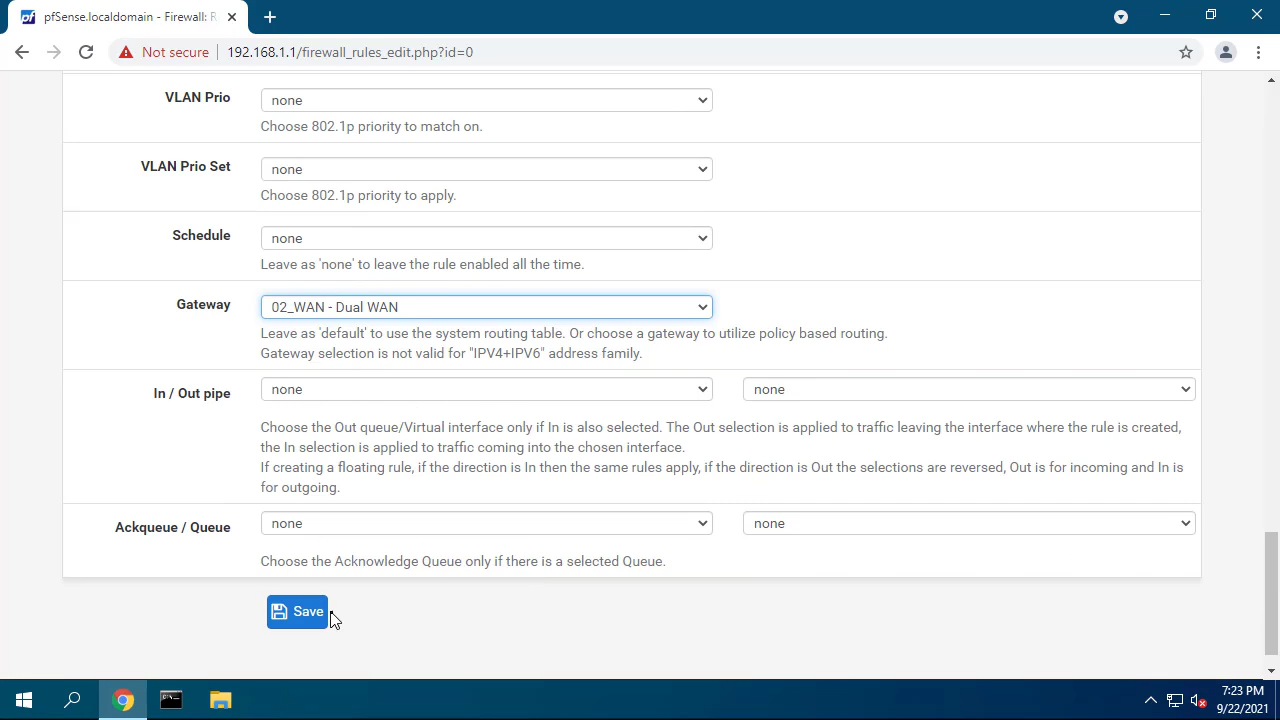 pfSense.localdomain - Firewall: R
Not secure
192.168.1.1/firewall_rules_edit.php?id=0
VLAN Prio
none
Choose 802.1p priority to match on.
VLAN Prio Set
none
Choose 802.1p priority to apply.
Schedule
none
Leave as 'none' to leave the rule enabled all the time.
Gateway
02_WAN - Dual WAN
Leave as 'default' to use the system routing table. Or choose a gateway to utilize policy based routing.
Gateway selection is not valid for "IPV4+IPV6" address family.
In / Out pipe
none
none
Choose the Out queue/Virtual interface only if In is also selected. The Out selection is applied to traffic leaving the interface where the rule is created,
the In selection is applied to traffic coming into the chosen interface.
If creating a floating rule, if the direction is In then the same rules apply, if the direction is Out the selections are reversed, Out is for incoming and In is
for outgoing.
Ackqueue / Queue
none
none
Choose the Acknowledge Queue only if there is a selected Queue.
Save
7:23 PM
9/22/2021